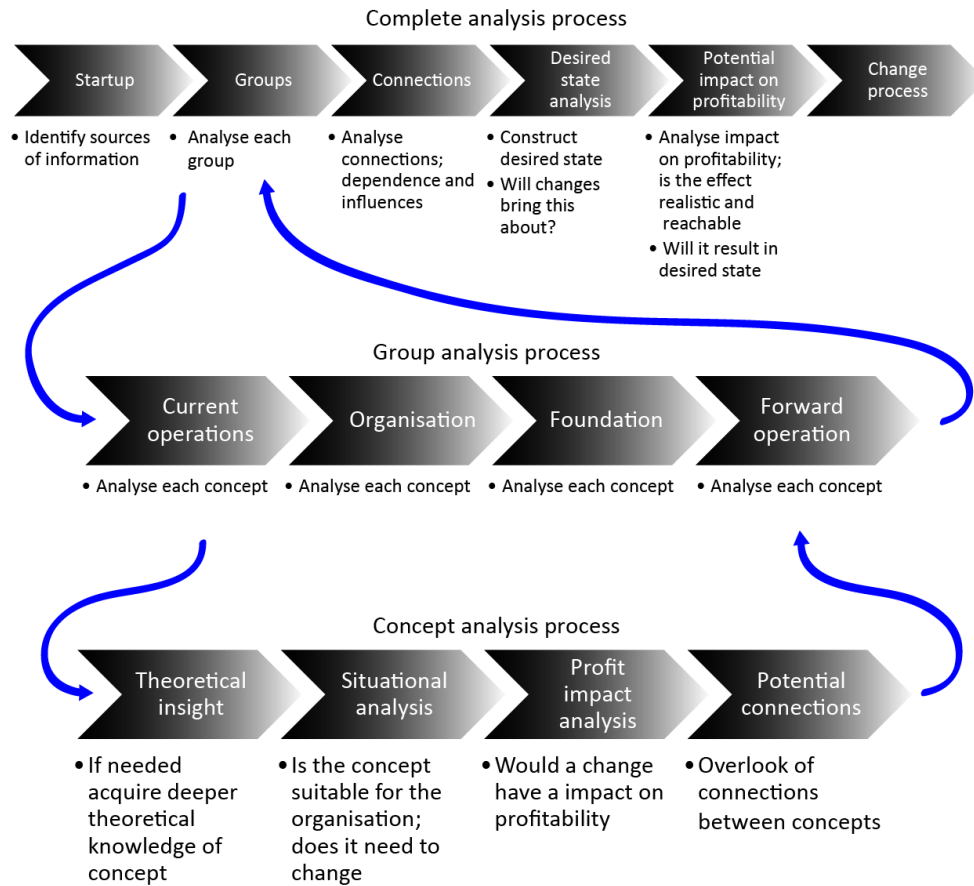 Complete analysis process
Startup
Groups
Connections
Desired
state analysis
Potential
impact on
profitability
Change
process
• Identify sources
of information
• Analyse each
group
• Analyse
connections;
dependence and
influences
• Construct
desired state
• Will changes
bring this
about?
• Analyse impact
on profitability;
is the effect
realistic and
reachable
• Will it result in
desired state
Group analysis process
Current
operations
Organisation
Foundation
Forward
operation
• Analyse each concept
• Analyse each concept
• Analyse each concept
• Analyse each concept
Concept analysis process
Theoretical
insight
Situational
analysis
Profit
impact
analysis
Potential
connections
• If needed
acquire deeper
theoretical
knowledge of
concept
• Is the concept
suitable for the
organisation;
does it need to
change
• Would a change
have a impact on
profitability
• Overlook of
connections
between concepts